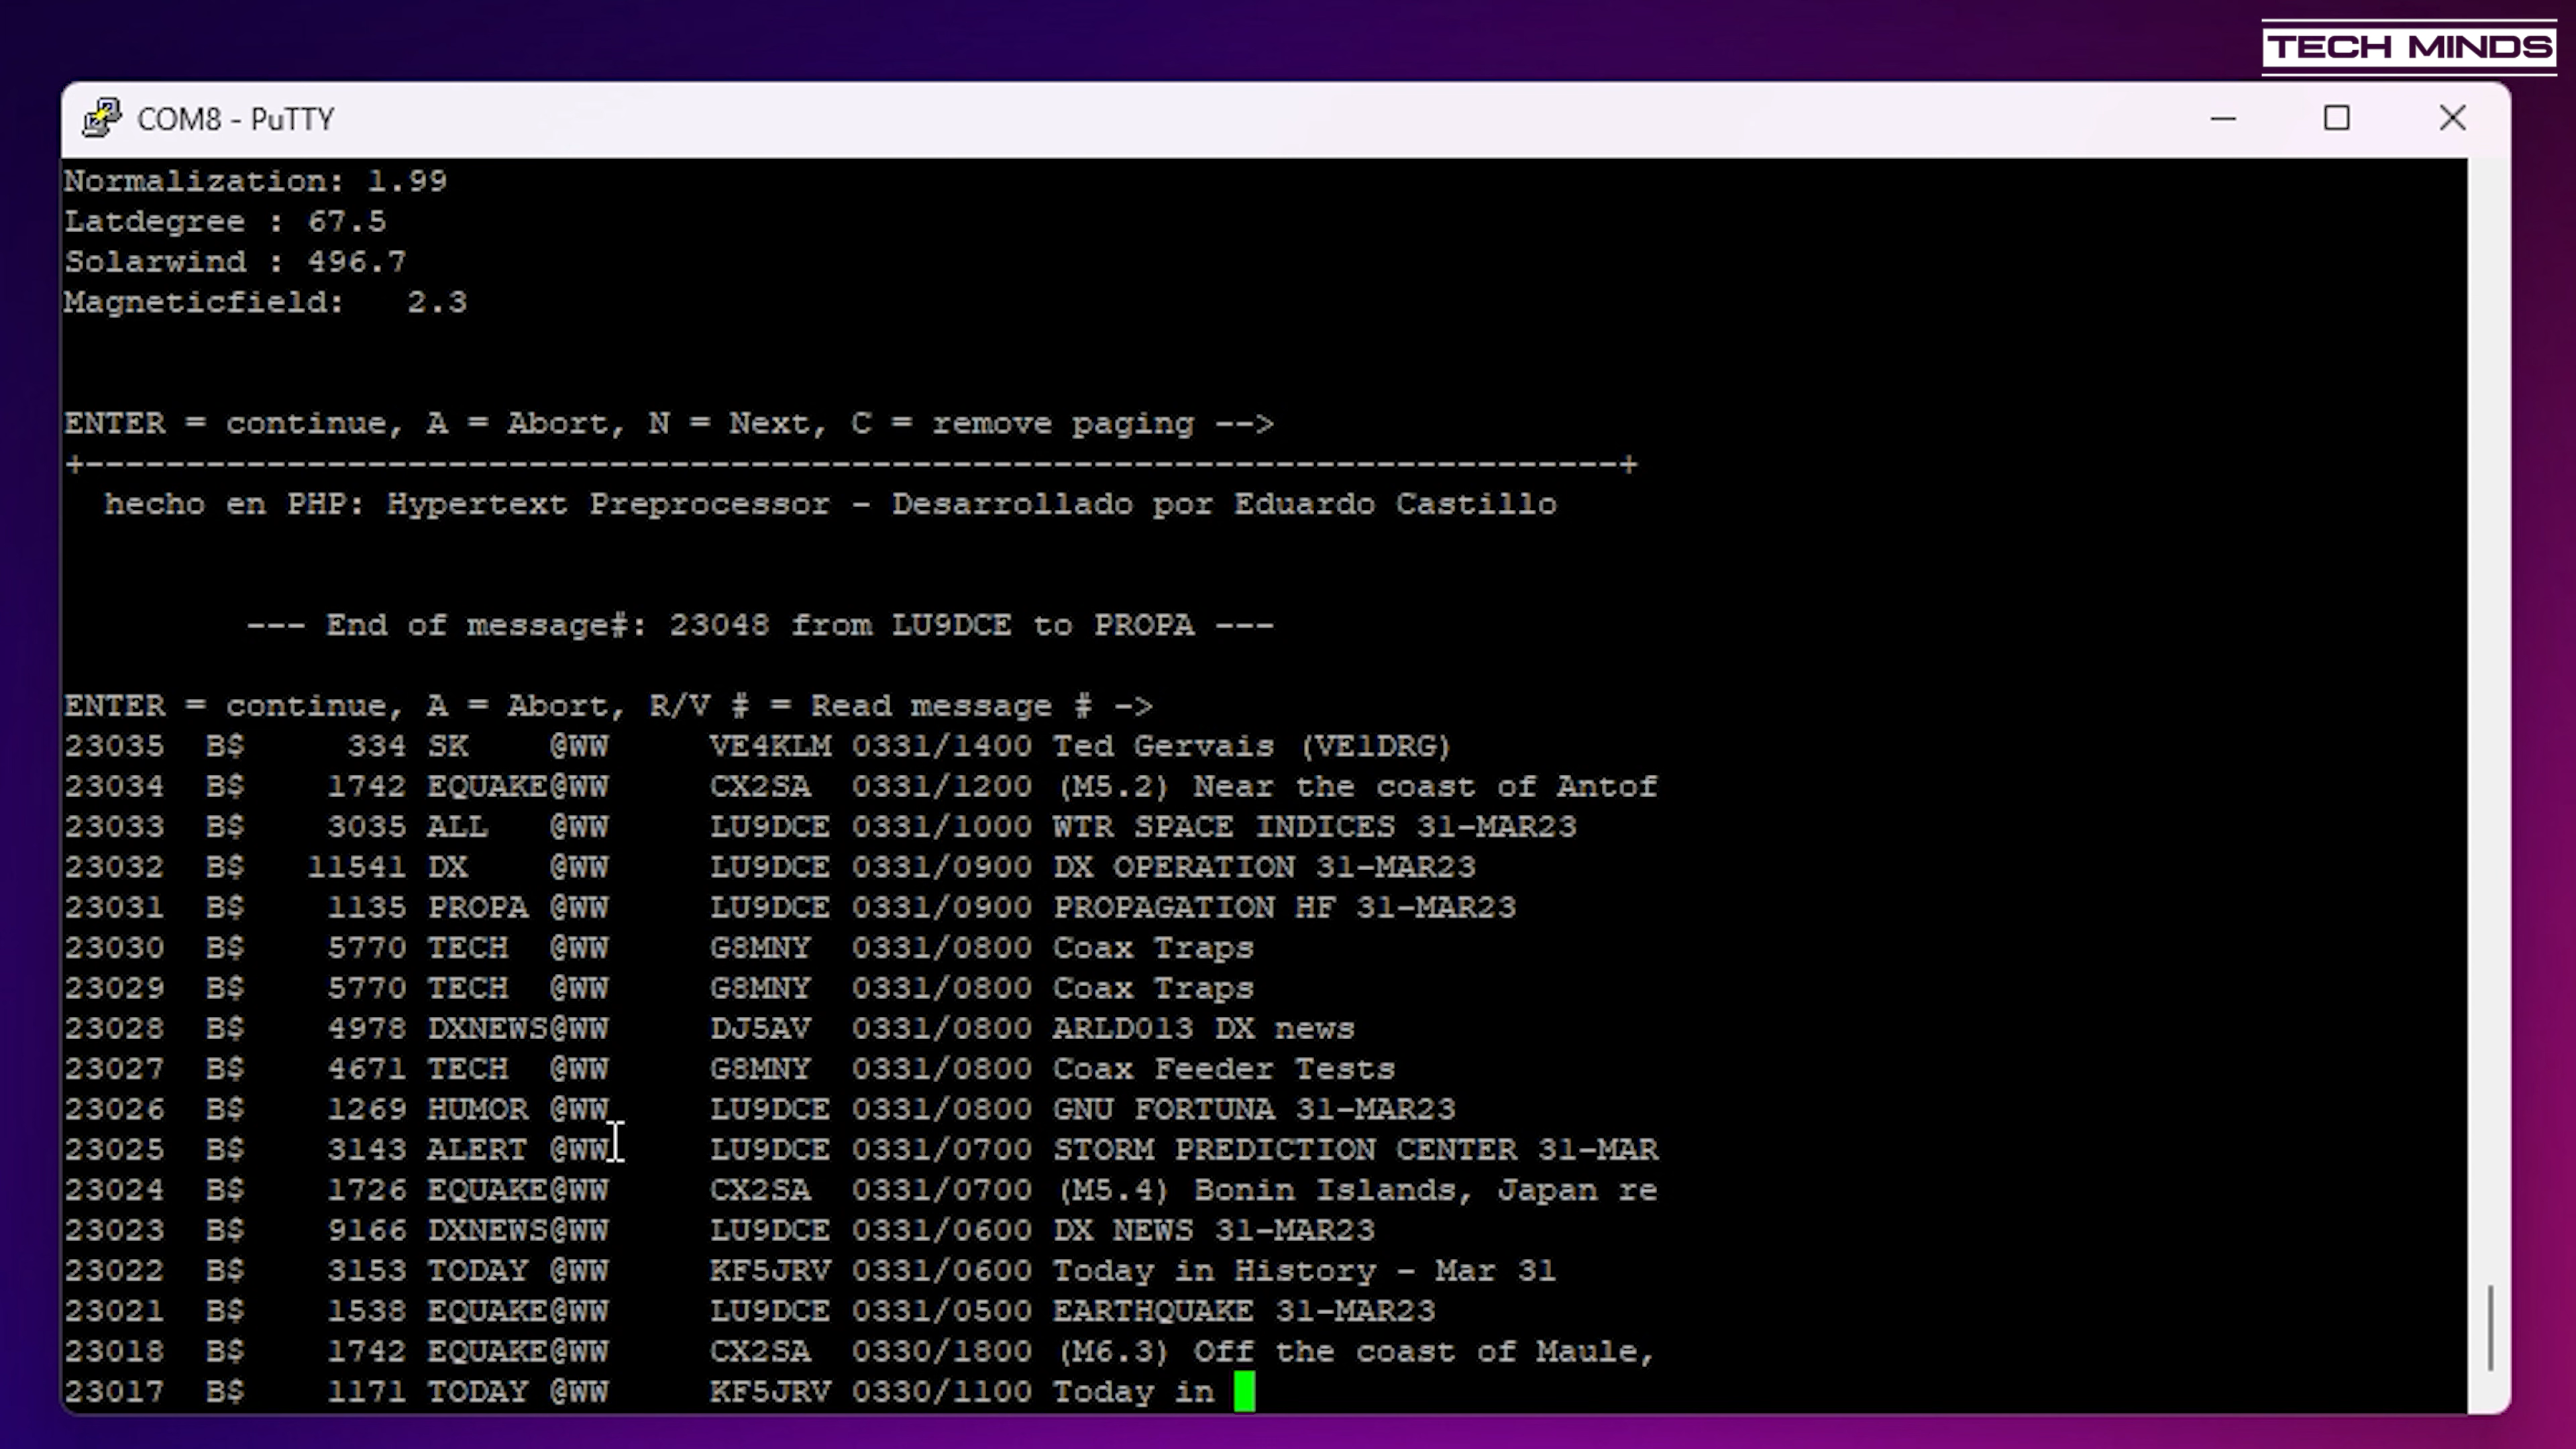 TECH MINDS
COM8 - PuTTY
Normalization: 1.99
Latdegree : 67.5
Solarwind : 496.7
Magneticfield:   2.3
ENTER = continue, A = Abort, N = Next, C = remove paging -->
+----------------------------------------------------------------------------+
hecho en PHP: Hypertext Preprocessor - Desarrollado por Eduardo Castillo
--- End of message#: 23048 from LU9DCE to PROPA ---
ENTER = continue, A = Abort, R/V # = Read message # ->
23035  B$     334 SK    @WW     VE4KLM 0331/1400 Ted Gervais (VE1DRG)
23034  B$    1742 EQUAKE@WW     CX2SA  0331/1200 (M5.2) Near the coast of Antof
23033  B$    3035 ALL   @WW     LU9DCE 0331/1000 WTR SPACE INDICES 31-MAR23
23032  B$   11541 DX    @WW     LU9DCE 0331/0900 DX OPERATION 31-MAR23
23031  B$    1135 PROPA @WW     LU9DCE 0331/0900 PROPAGATION HF 31-MAR23
23030  B$    5770 TECH  @WW     G8MNY  0331/0800 Coax Traps
23029  B$    5770 TECH  @WW     G8MNY  0331/0800 Coax Traps
23028  B$    4978 DXNEWS@WW     DJ5AV  0331/0800 ARLD013 DX news
23027  B$    4671 TECH  @WW     G8MNY  0331/0800 Coax Feeder Tests
23026  B$    1269 HUMOR @WW     LU9DCE 0331/0800 GNU FORTUNA 31-MAR23
23025  B$    3143 ALERT @WW     LU9DCE 0331/0700 STORM PREDICTION CENTER 31-MAR
23024  B$    1726 EQUAKE@WW     CX2SA  0331/0700 (M5.4) Bonin Islands, Japan re
23023  B$    9166 DXNEWS@WW     LU9DCE 0331/0600 DX NEWS 31-MAR23
23022  B$    3153 TODAY @WW     KF5JRV 0331/0600 Today in History - Mar 31
23021  B$    1538 EQUAKE@WW     LU9DCE 0331/0500 EARTHQUAKE 31-MAR23
23018  B$    1742 EQUAKE@WW     CX2SA  0330/1800 (M6.3) Off the coast of Maule,
23017  B$    1171 TODAY @WW     KF5JRV 0330/1100 Today in